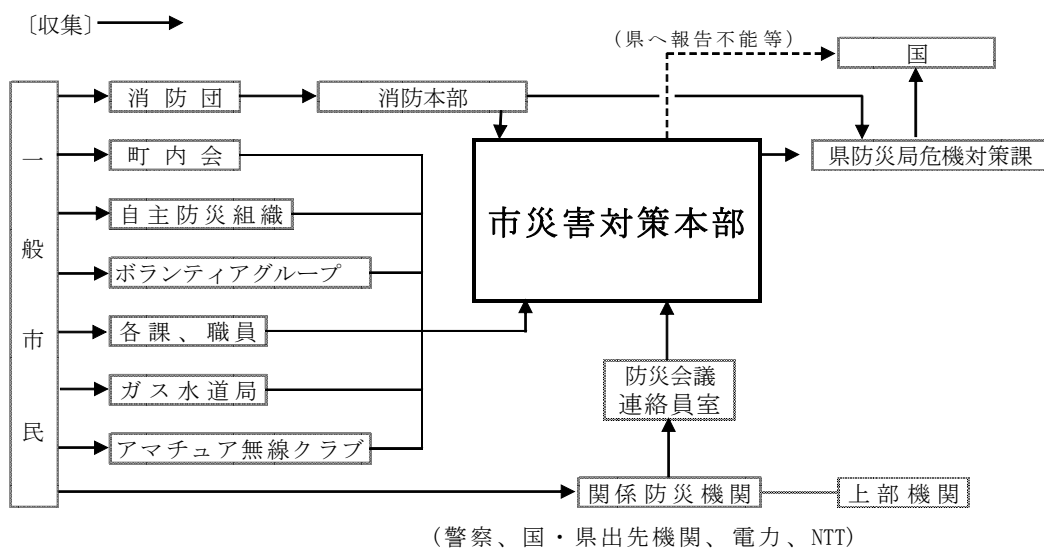 〔収集〕
(県へ報告不能等)
国
消防団
消防本部
県防災局危機対策課
一般市民
町内会
市災害対策本部
自主防災組織
ボランティアグループ
各課、職員
防災会議
連絡員室
ガス水道局
アマチュア無線クラブ
関係防災機関
上部機関
(警察、国・県出先機関、電力、NTT)